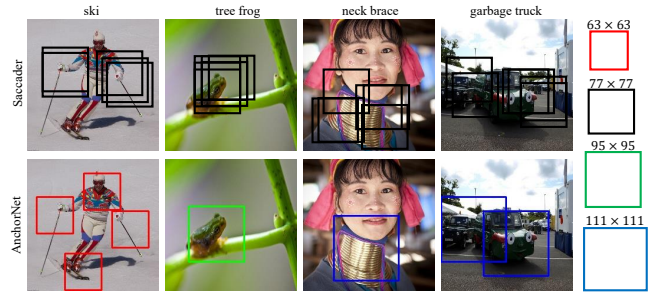 ski tree frog neck brace garbage truck
63 × 63
Saccader
77 × 77
95 × 95
AnchorNet
111 × 111